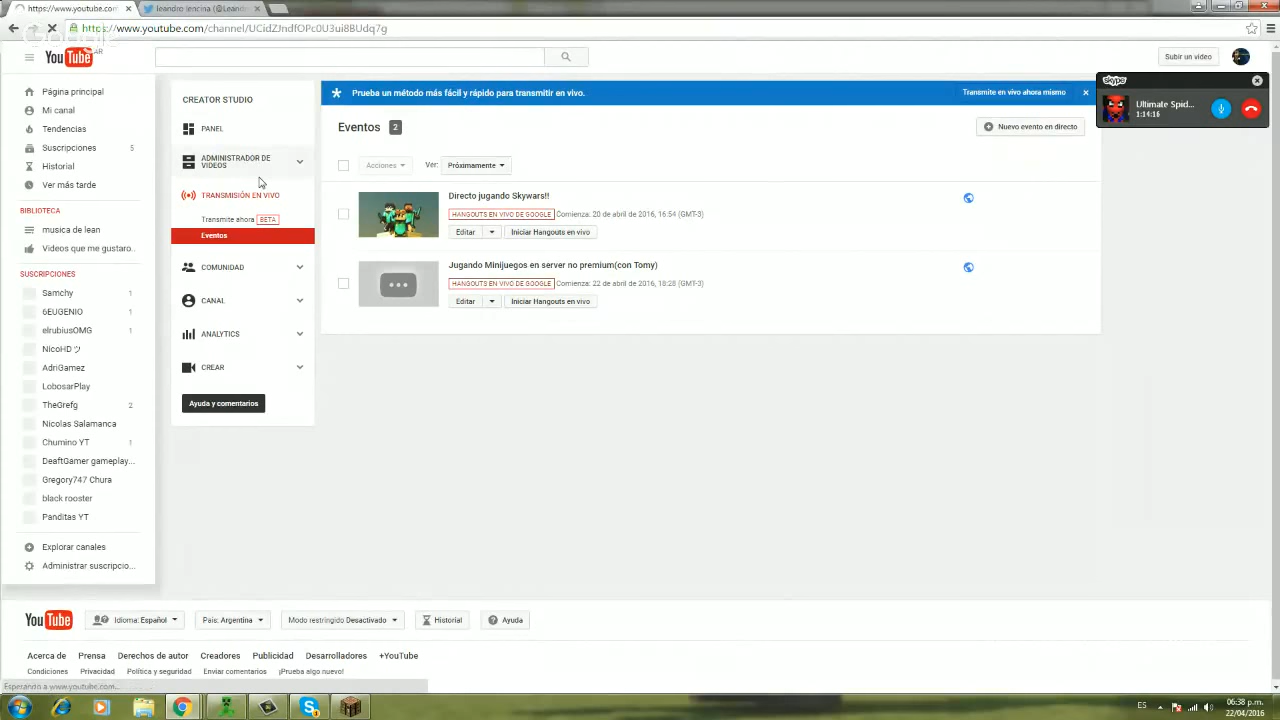 https://www.youtube.com/
leandro lencina (@Leand
https://www.youtube.com/channel/UCidZJndfOPc0U3ui8BUdq7g
YouTube AR
Subir un video
Página principal
Mi canal
Tendencias
Suscripciones 5
Historial
Ver más tarde
BIBLIOTECA
musica de lean
Videos que me gustaro..
SUSCRIPCIONES
Samchy 1
6EUGENIO 1
elrubiusOMG 1
NicoHD ツ
AdriGamez
LobosarPlay
TheGrefg 2
Nicolas Salamanca
Chumino YT 1
DeaftGamer gameplay...
Gregory747 Chura
black rooster
Panditas YT
Explorar canales
Administrar suscripcio...
CREATOR STUDIO
PANEL
ADMINISTRADOR DE
VIDEOS
TRANSMISIÓN EN VIVO
Transmite ahora BETA
Eventos
COMUNIDAD
CANAL
ANALYTICS
CREAR
Ayuda y comentarios
Prueba un método más fácil y rápido para transmitir en vivo.
Transmite en vivo ahora mismo
Eventos 2
Nuevo evento en directo
Acciones
Ver: Próximamente
Directo jugando Skywars!!
HANGOUTS EN VIVO DE GOOGLE Comienza: 20 de abril de 2016, 16:54 (GMT-3)
Editar Iniciar Hangouts en vivo
Jugando Minijuegos en server no premium(con Tomy)
HANGOUTS EN VIVO DE GOOGLE Comienza: 22 de abril de 2016, 18:28 (GMT-3)
Editar Iniciar Hangouts en vivo
skype
Ultimate Spid...
1:14:16
YouTube
Idioma: Español
País: Argentina
Modo restringido Desactivado
Historial
Ayuda
Acerca de Prensa Derechos de autor Creadores Publicidad Desarrolladores +YouTube
Condiciones Privacidad Política y seguridad Enviar comentarios ¡Prueba algo nuevo!
Esperando a www.youtube.com...
ES
06:38 p.m.
22/04/2016